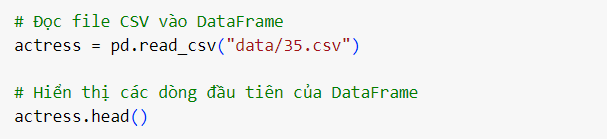 # Đọc file CSV vào DataFrame
actress = pd.read_csv("data/35.csv")
# Hiển thị các dòng đầu tiên của DataFrame
actress.head()